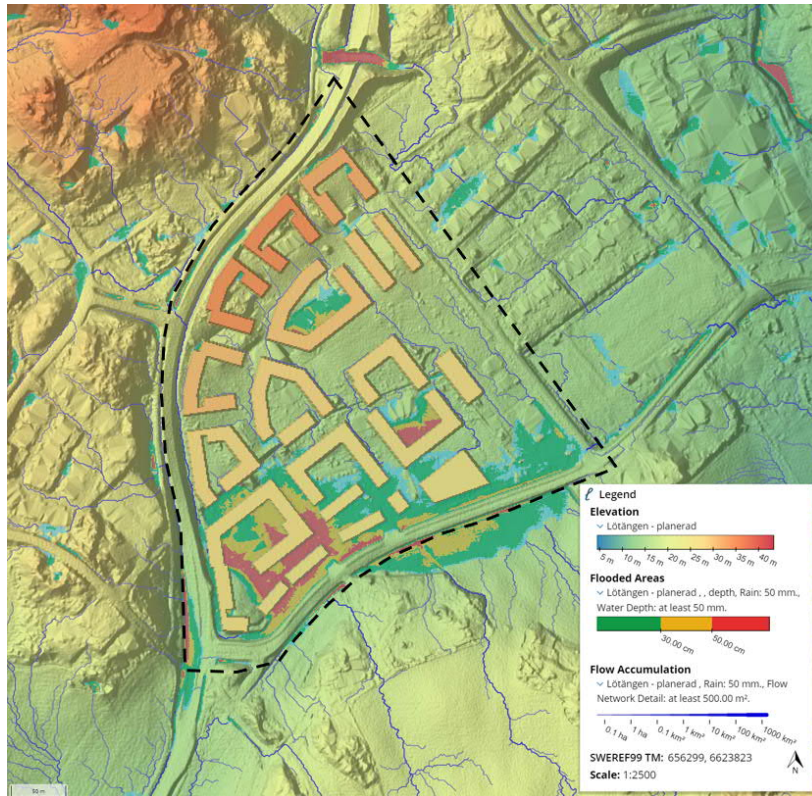 Legend
Elevation
Lötängen - planerad
5 m 10 m 15 m 20 m 25 m 30 m 35 m 40 m
Flooded Areas
Lötängen - planerad , , depth, Rain: 50 mm.,
Water Depth: at least 50 mm.
30.00 cm 50.00 cm
Flow Accumulation
Lötängen - planerad , Rain: 50 mm., Flow
Network Detail: at least 500.00 m².
0.1 ha 1 ha 0.1 km² 1 km² 10 km² 100 km² 1000 km²
SWEREF99 TM: 656299, 6623823
Scale: 1:2500
N
50 m